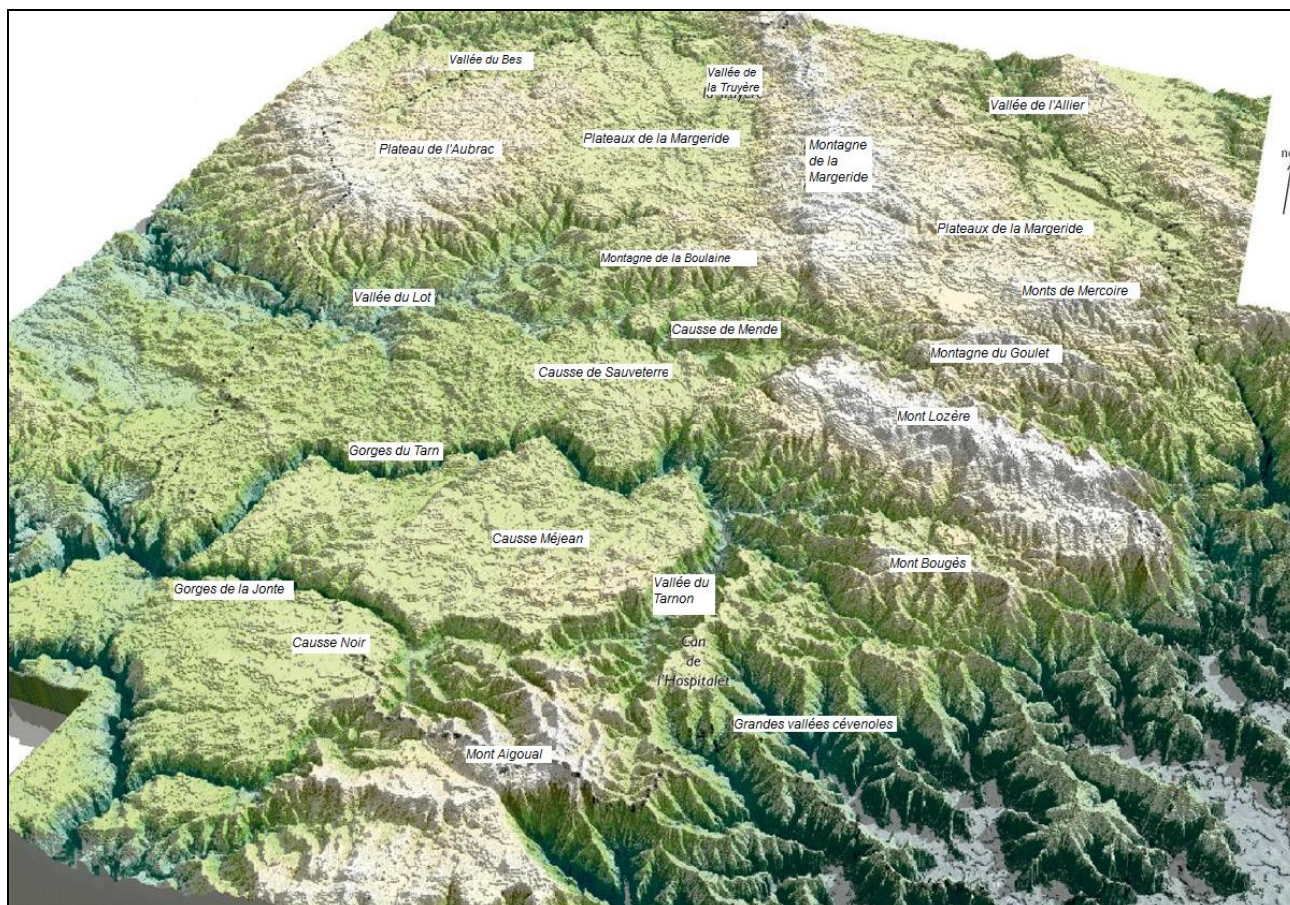 Vallée du Bes
Vallée de
la Truyère
la Truyère
Vallée de l'Allier
Plateau de l'Aubrac
Plateaux de la Margeride
Montagne
de la
Margeride
Plateaux de la Margeride
Montagne de la Boulaine
Monts de Mercoire
Vallée du Lot
Causse de Mende
Montagne du Goulet
Causse de Sauveterre
Mont Lozère
Gorges du Tarn
Causse Méjean
Mont Bougès
Gorges de la Jonte
Vallée du
Tarnon
Causse Noir
Can
de
l'Hospitalet
Grandes vallées cévenoles
Mont Aigoual